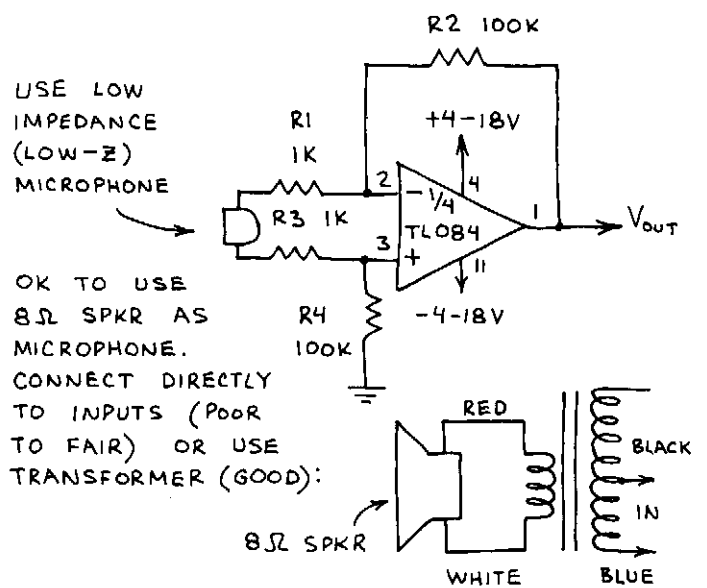 R2 100K
USE LOW
IMPEDANCE
(LOW-Z)
MICROPHONE
R1
1K
+4-18V
2
-
4
1/4
R3 1K
TL084
1
VOUT
3
+
11
-4-18V
R4
100K
OK TO USE
8Ω SPKR AS
MICROPHONE.
CONNECT DIRECTLY
TO INPUTS (POOR
TO FAIR) OR USE
TRANSFORMER (GOOD):
RED
BLACK
IN
8Ω SPKR
WHITE
BLUE